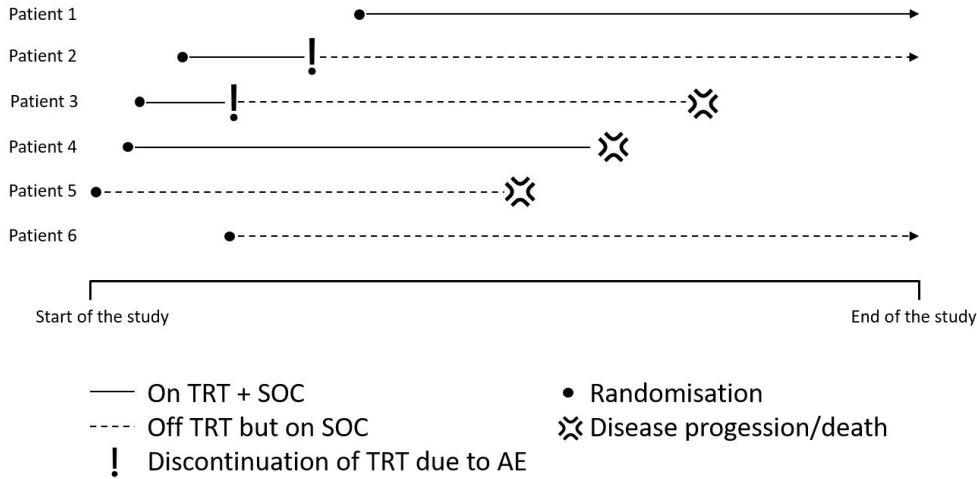 Patient 1
Patient 2
Patient 3
Patient 4
Patient 5
Patient 6
Start of the study
End of the study
On TRT + SOC
Randomisation
Off TRT but on SOC
Disease progession/death
Discontinuation of TRT due to AE